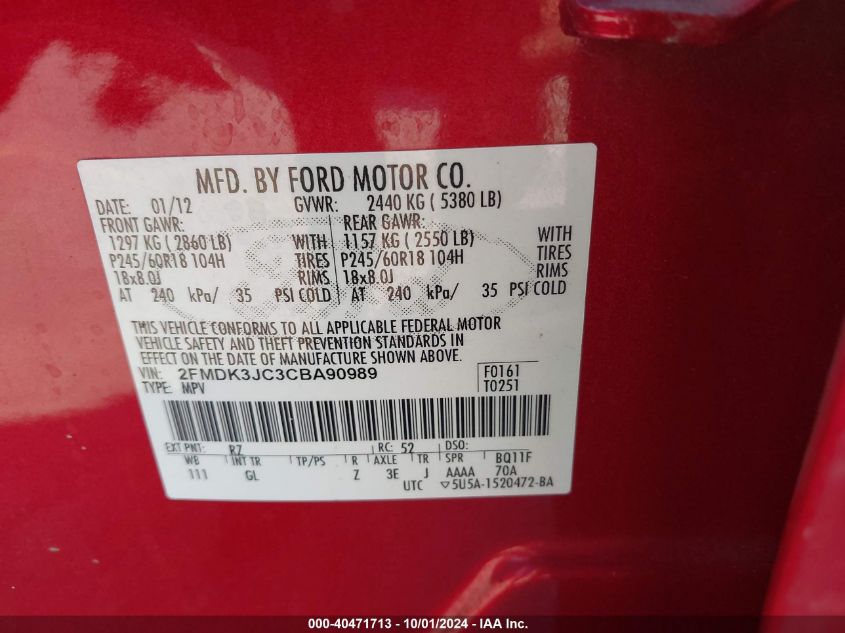 MFD. BY FORD MOTOR CO.
DATE: 01/12 GVWR: 2440 KG ( 5380 LB)
FRONT GAWR: REAR GAWR:
1297 KG ( 2860 LB) WITH 1157 KG ( 2550 LB) WITH
P245/60R18 104H TIRES P245/60R18 104H TIRES
18x8.0J RIMS 18x8.0J RIMS
AT 240 kPa/ 35 PSI COLD AT 240 kPa/ 35 PSI COLD
THIS VEHICLE CONFORMS TO ALL APPLICABLE FEDERAL MOTOR
VEHICLE SAFETY AND THEFT PREVENTION STANDARDS IN
EFFECT ON THE DATE OF MANUFACTURE SHOWN ABOVE.
VIN: 2FMDK3JC3CBA90989 F0161
TYPE: MPV T0251
EXT PNT: RZ RC: 52 DSO:
WB INT TR TP/PS R AXLE TR SPR BQ11F
111 GL Z 3E J AAAA 70A
UTC ▽5U5A-1520472-BA
000-40471713 - 10/01/2024 - IAA Inc.